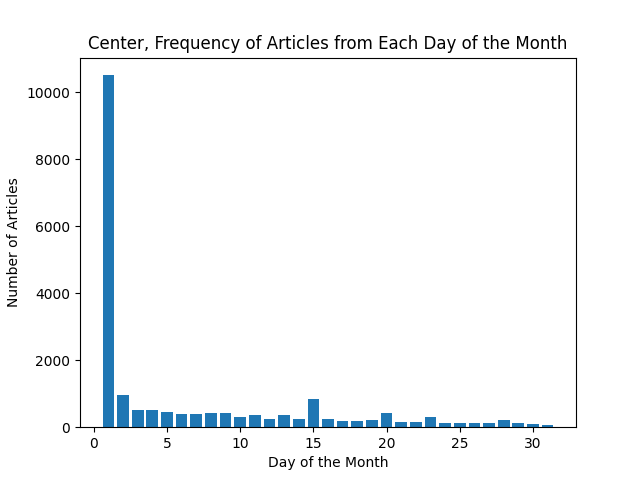 Center, Frequency of Articles from Each Day of the Month
10000
8000
6000
4000
2000
0
Number of Articles
0 5 10 15 20 25 30
Day of the Month